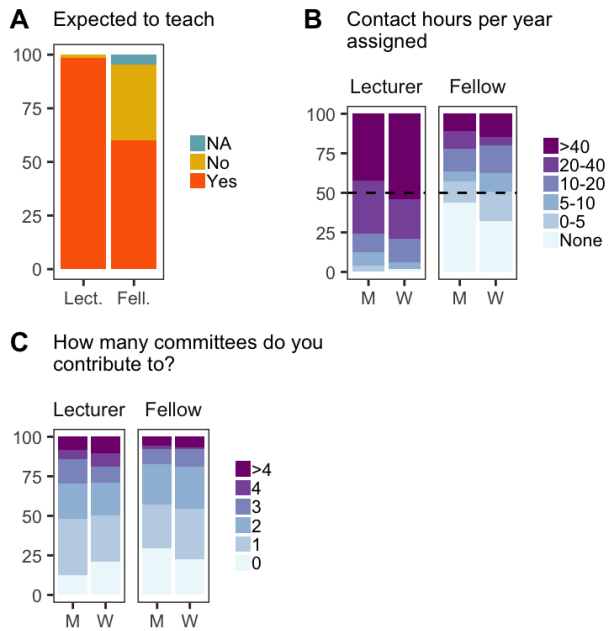 A Expected to teach
100
75
50
25
0
Lect. Fell.
NA
No
Yes
B Contact hours per year
assigned
Lecturer Fellow
100
75
50
25
0
M W M W
>40
20-40
10-20
5-10
0-5
None
C How many committees do you
contribute to?
Lecturer Fellow
100
75
50
25
0
M W M W
>4
4
3
2
1
0